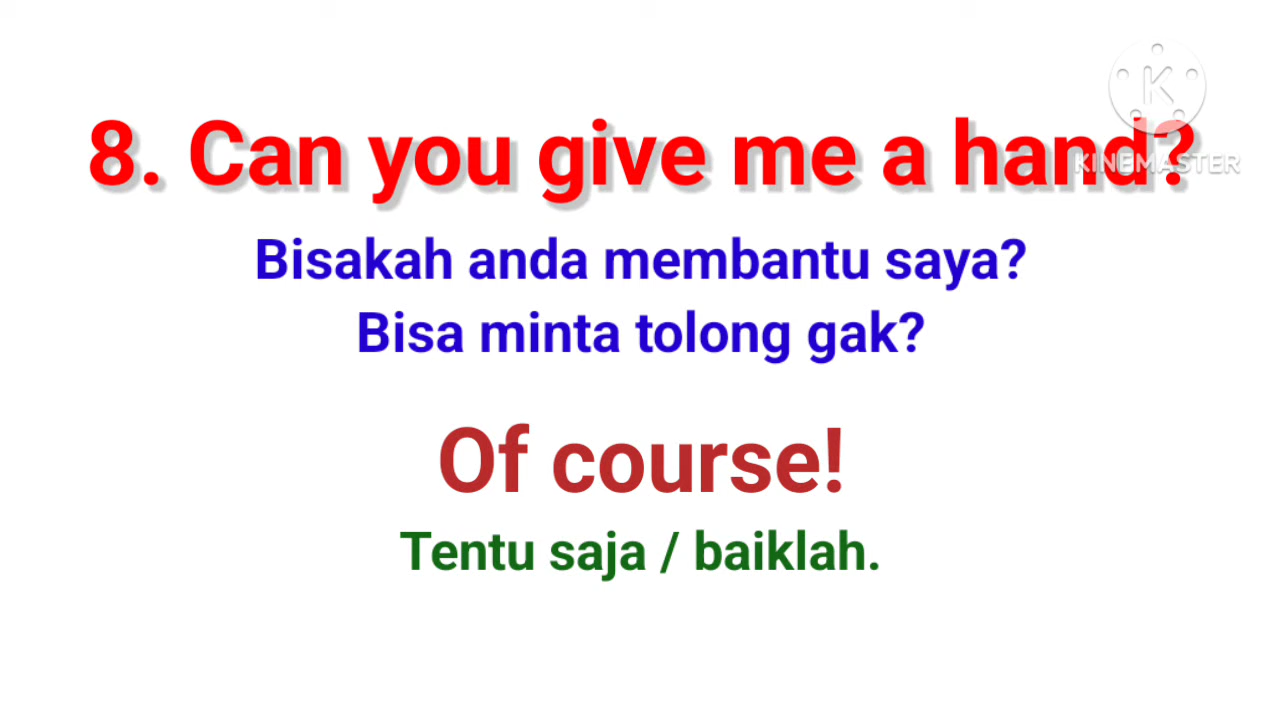 8. Can you give me a hand?
KINEMASTER
Bisakah anda membantu saya?
Bisa minta tolong gak?
Of course!
Tentu saja / baiklah.